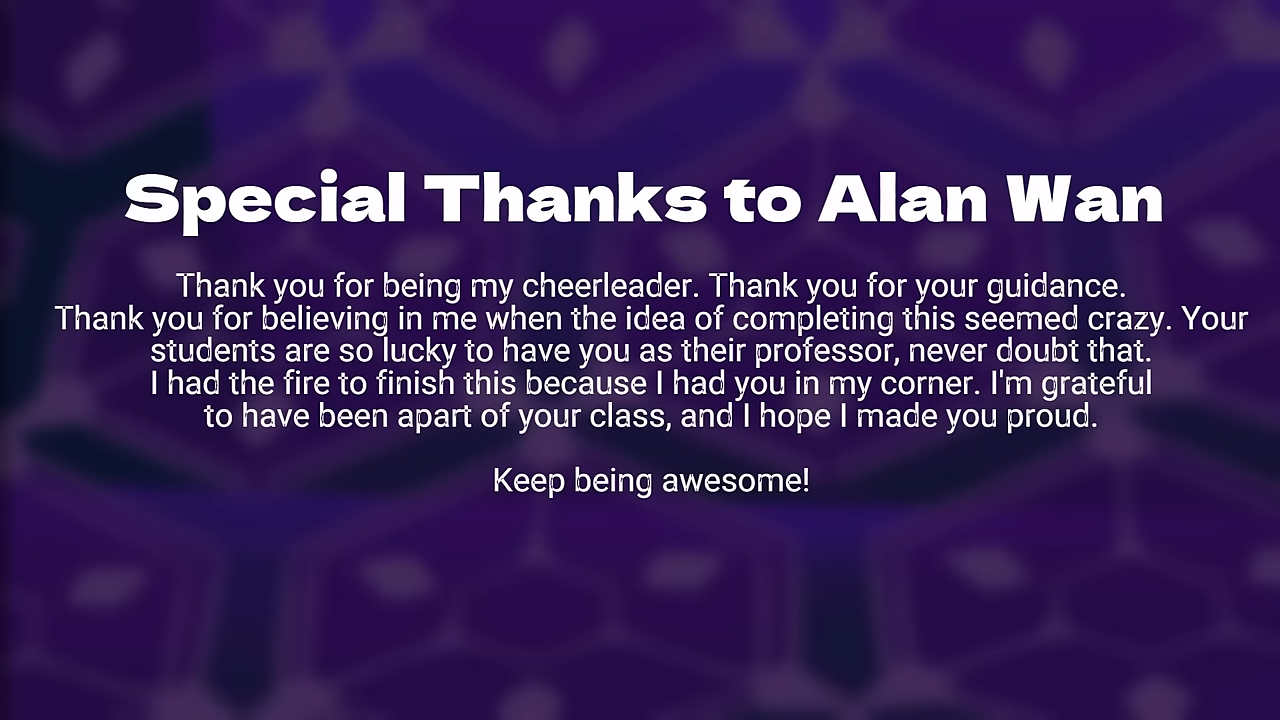 Special Thanks to Alan Wan
Thank you for being my cheerleader. Thank you for your guidance.
Thank you for believing in me when the idea of completing this seemed crazy. Your
students are so lucky to have you as their professor, never doubt that.
I had the fire to finish this because I had you in my corner. I'm grateful
to have been apart of your class, and I hope I made you proud.
Keep being awesome!